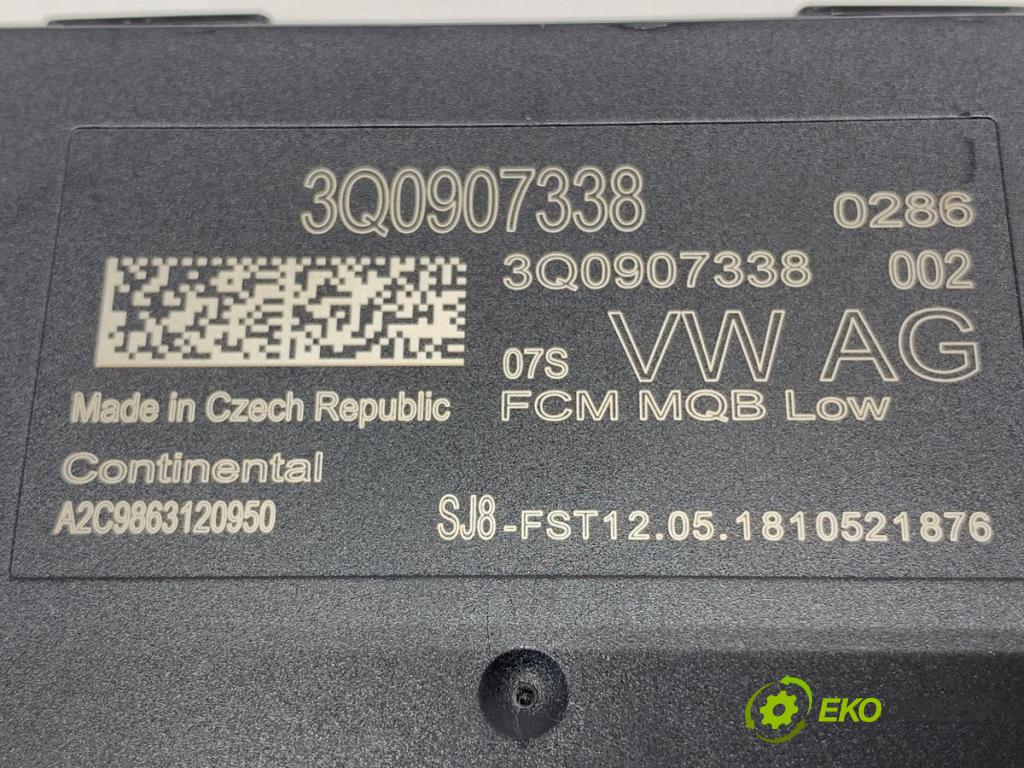 3Q0907338 0286
3Q0907338 002
07S VW AG
Made in Czech Republic FCM MQB Low
Continental
A2C9863120950 SJ8-FST12.05.1810521876
EKO